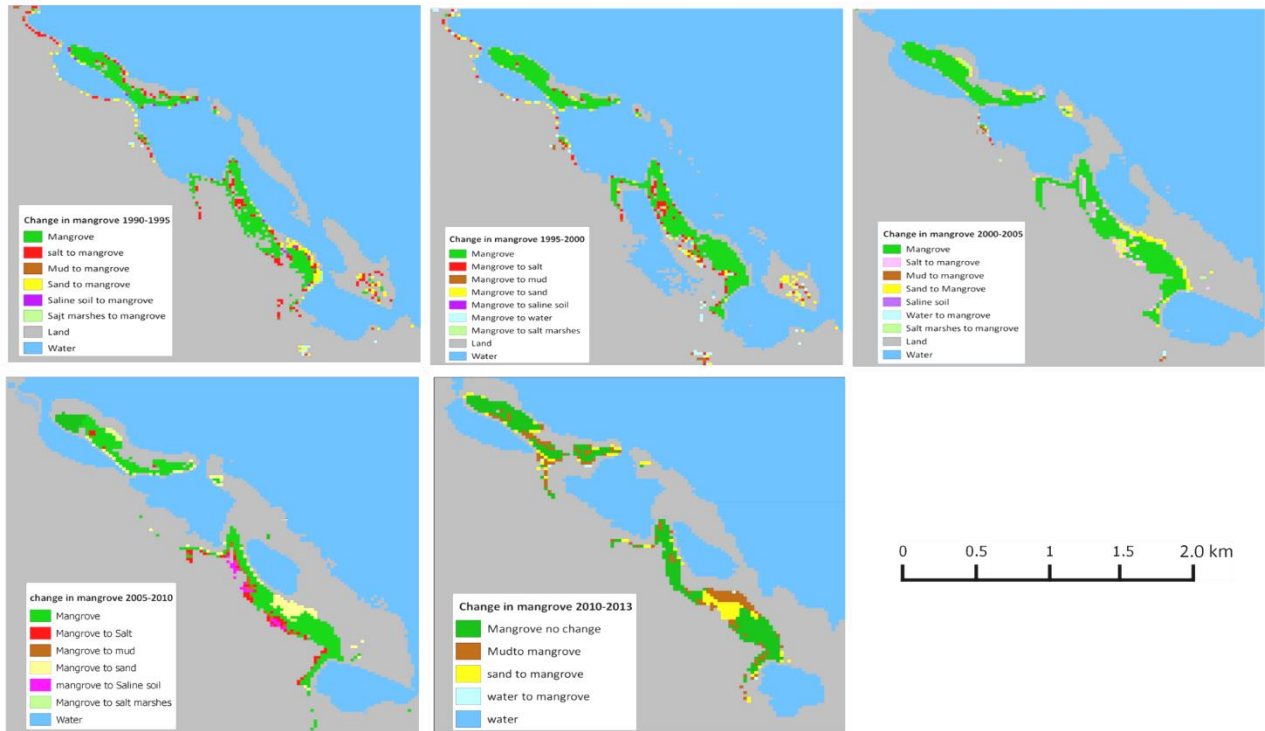 Change in mangrove 1990-1995
Mangrove
salt to mangrove
Mud to mangrove
Sand to mangrove
Saline soil to mangrove
Sajt marshes to mangrove
Land
Water
Change in mangrove 1995-2000
Mangrove
Mangrove to salt
Mangrove to mud
Mangrove to sand
Mangrove to saline soil
Mangrove to water
Mangrove to salt marshes
Land
Water
Change in mangrove 2000-2005
Mangrove
Salt to mangrove
Mud to mangrove
Sand to Mangrove
Saline soil
Water to mangrove
Salt marshes to mangrove
Land
Water
change in mangrove 2005-2010
Mangrove
Mangrove to Salt
Mangrove to mud
Mangrove to sand
mangrove to Saline soil
Mangrove to salt marshes
Water
Change in mangrove 2010-2013
Mangrove no change
Mudto mangrove
sand to mangrove
water to mangrove
water
0 0.5 1 1.5 2.0 km